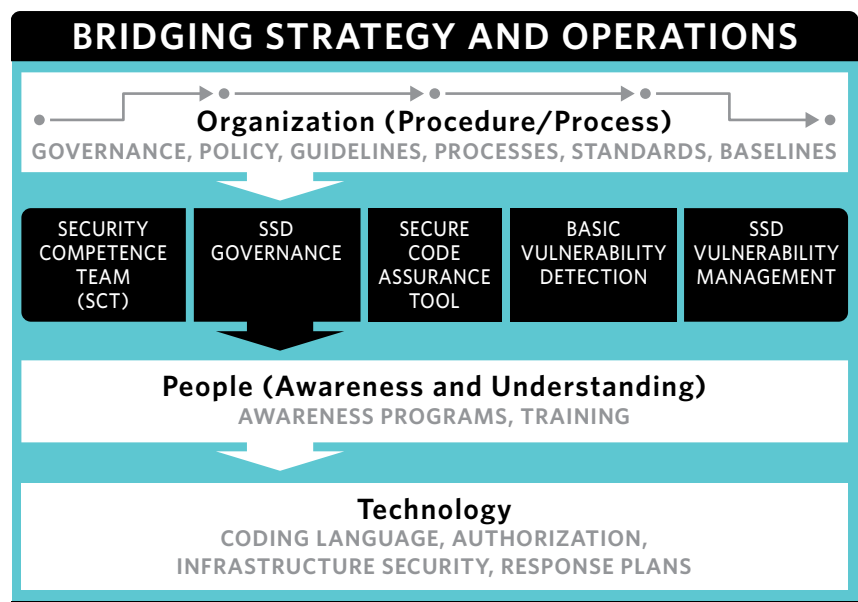 BRIDGING STRATEGY AND OPERATIONS
Organization (Procedure/Process)
GOVERNANCE, POLICY, GUIDELINES, PROCESSES, STANDARDS, BASELINES
SECURITY
COMPETENCE
TEAM
(SCT)
SSD
GOVERNANCE
SECURE
CODE
ASSURANCE
TOOL
BASIC
VULNERABILITY
DETECTION
SSD
VULNERABILITY
MANAGEMENT
People (Awareness and Understanding)
AWARENESS PROGRAMS, TRAINING
Technology
CODING LANGUAGE, AUTHORIZATION,
INFRASTRUCTURE SECURITY, RESPONSE PLANS